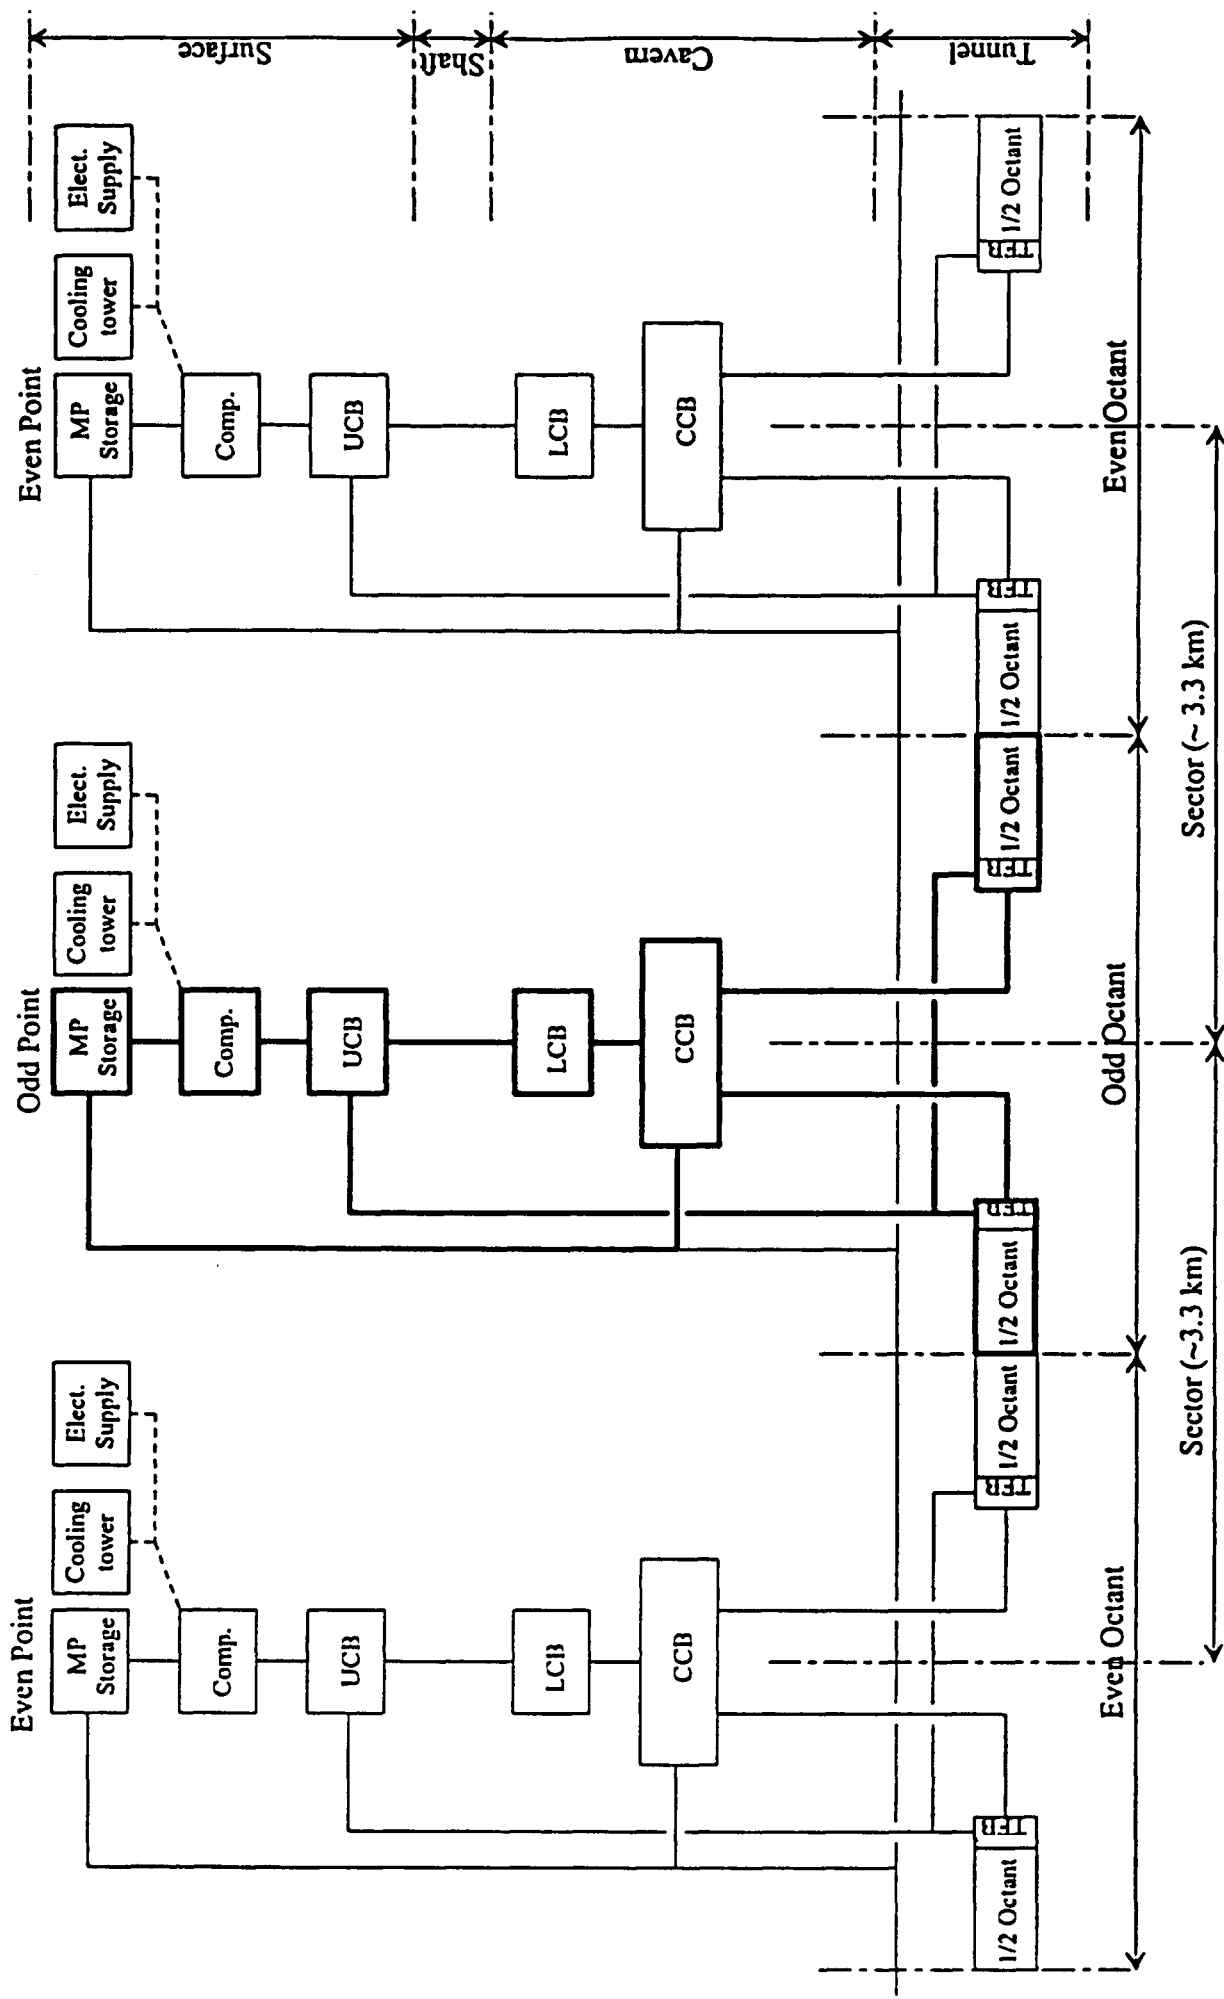 Even Point
Odd Point
Even Point
MP
Storage
Cooling
tower
Elect.
Supply
MP
Storage
Cooling
tower
Elect.
Supply
MP
Storage
Cooling
tower
Elect.
Supply
Surface
Comp.
Comp.
Comp.
UCB
UCB
UCB
Shaft
LCB
LCB
LCB
Cavern
CCB
CCB
CCB
Tunnel
1/2 Octant
TFB
TFB
1/2 Octant
1/2 Octant
TFB
TFB
1/2 Octant
1/2 Octant
TFB
TFB
1/2 Octant
Even Octant
Odd Octant
Even Octant
Sector (~3.3 km)
Sector (~ 3.3 km)